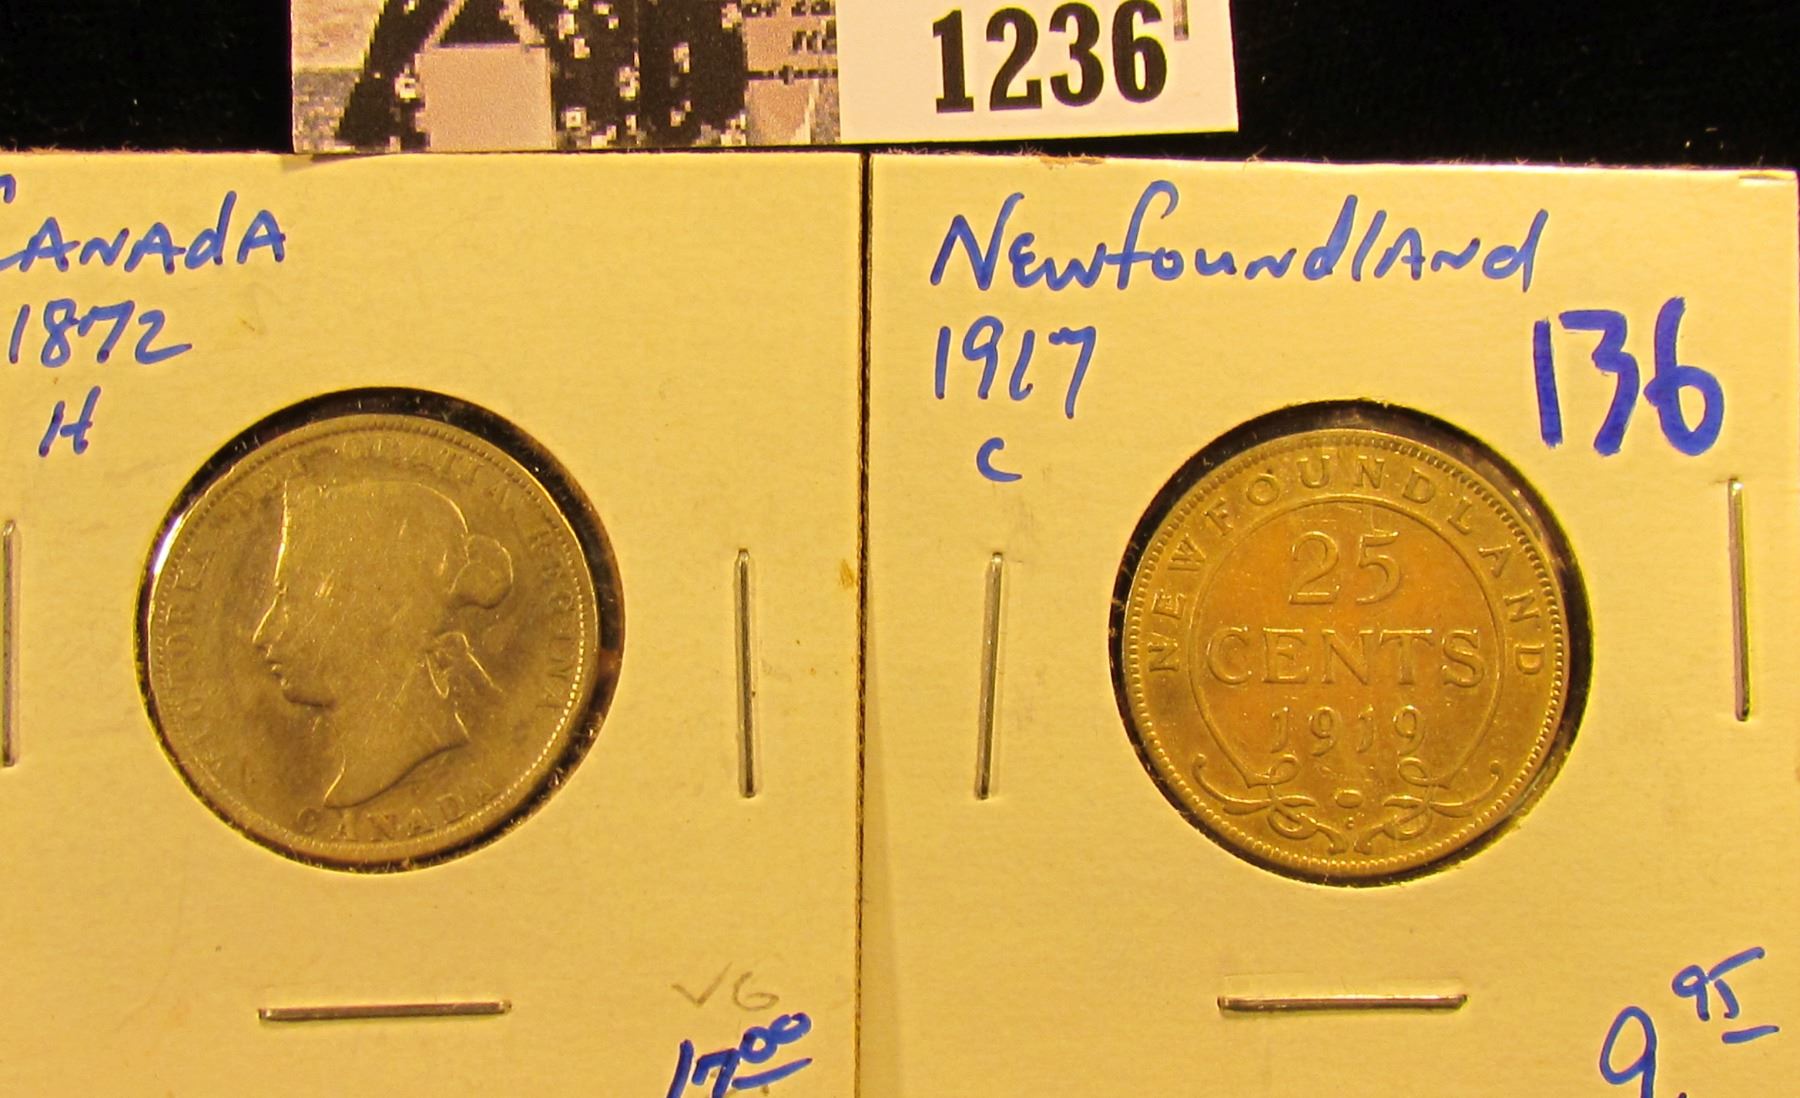 1236
CANADA
1872
H
VICTORIA DEI GRATIA REGINA
CANADA
VG
17.00
Newfoundland
1917
C
136
NEWFOUNDLAND
25
CENTS
1919
C
9.95